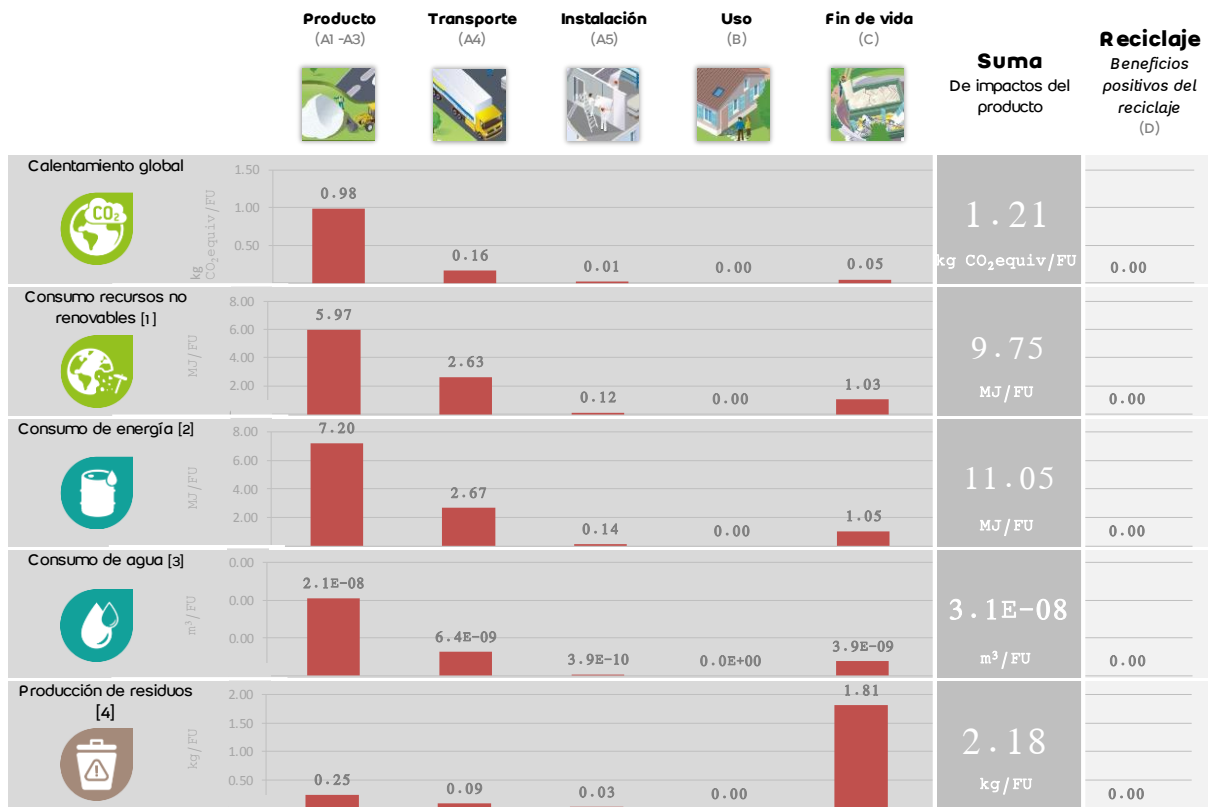 Producto
(A1 -A3)
Transporte
(A4)
Instalación
(A5)
Uso
(B)
Fin de vida
(C)
Suma
De impactos del
producto
Reciclaje
Beneficios
positivos del
reciclaje
(D)
Calentamiento global
CO₂
kg
CO₂equiv/FU
1.50
1.00
0.50
0.98
0.16
0.01
0.00
0.05
1.21
kg CO₂equiv/FU
0.00
Consumo recursos no
renovables [1]
MJ/FU
8.00
6.00
4.00
2.00
5.97
2.63
0.12
0.00
1.03
9.75
MJ/FU
0.00
Consumo de energía [2]
MJ/FU
8.00
6.00
4.00
2.00
7.20
2.67
0.14
0.00
1.05
11.05
MJ/FU
0.00
Consumo de agua [3]
m³/FU
0.00
0.00
0.00
2.1E-08
6.4E-09
3.9E-10
0.0E+00
3.9E-09
3.1E-08
m³/FU
0.00
Producción de residuos
[4]
kg/FU
2.00
1.50
1.00
0.50
0.25
0.09
0.03
0.00
1.81
2.18
kg/FU
0.00